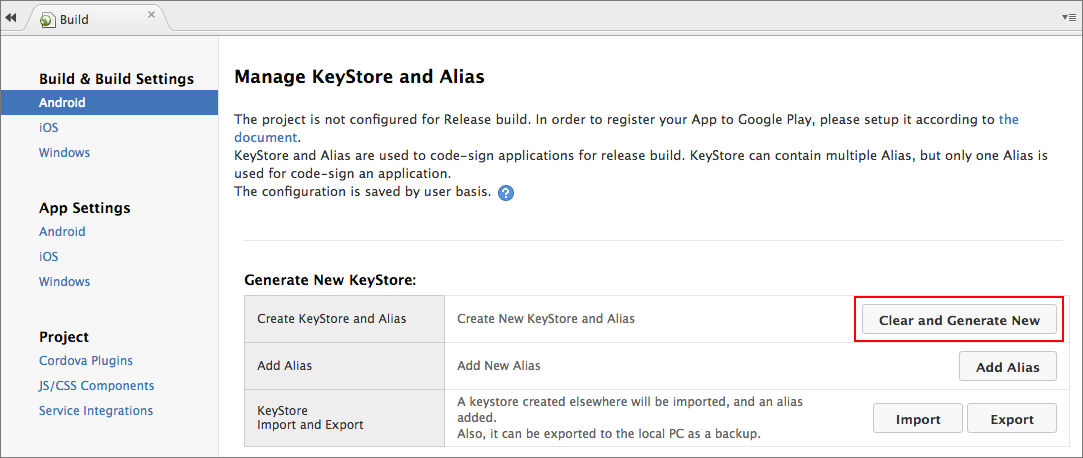 Build
Build & Build Settings
Android
iOS
Windows
App Settings
Android
iOS
Windows
Project
Cordova Plugins
JS/CSS Components
Service Integrations
Manage KeyStore and Alias
The project is not configured for Release build. In order to register your App to Google Play, please setup it according to the
document.
KeyStore and Alias are used to code-sign applications for release build. KeyStore can contain multiple Alias, but only one Alias is
used for code-sign an application.
The configuration is saved by user basis. ?
Generate New KeyStore:
Create KeyStore and Alias
Create New KeyStore and Alias
Clear and Generate New
Add Alias
Add New Alias
Add Alias
KeyStore
Import and Export
A keystore created elsewhere will be imported, and an alias
added.
Also, it can be exported to the local PC as a backup.
Import
Export